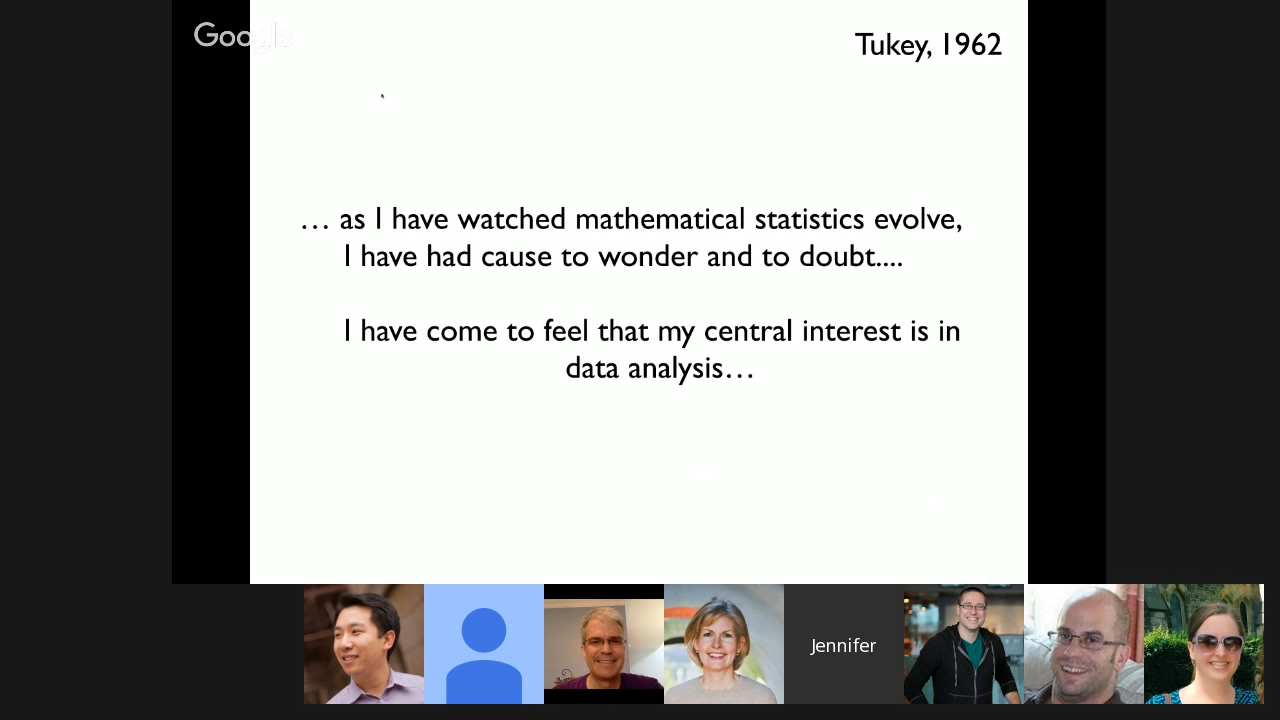 Google
Tukey, 1962
… as I have watched mathematical statistics evolve,
I have had cause to wonder and to doubt....
I have come to feel that my central interest is in
data analysis…
Jennifer